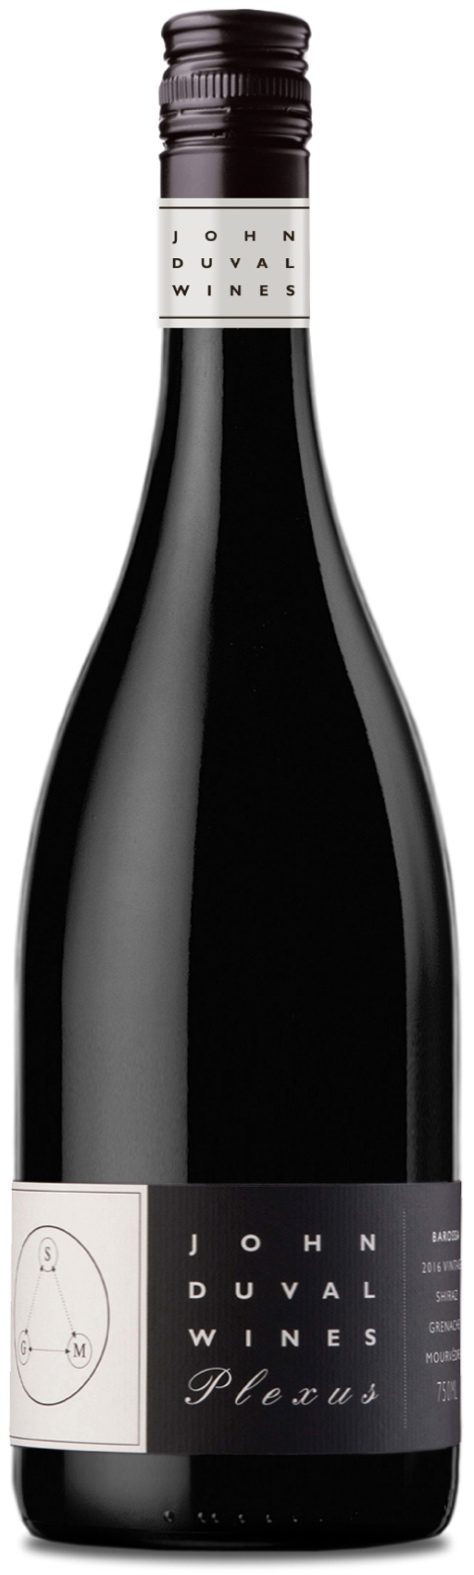 JOHN
DUVAL
WINES
S
G M
JOHN
DUVAL
WINES
Plexus
BAROSSA
2016 VINTAGE
SHIRAZ
GRENACHE
MOURVÈDRE
750ML